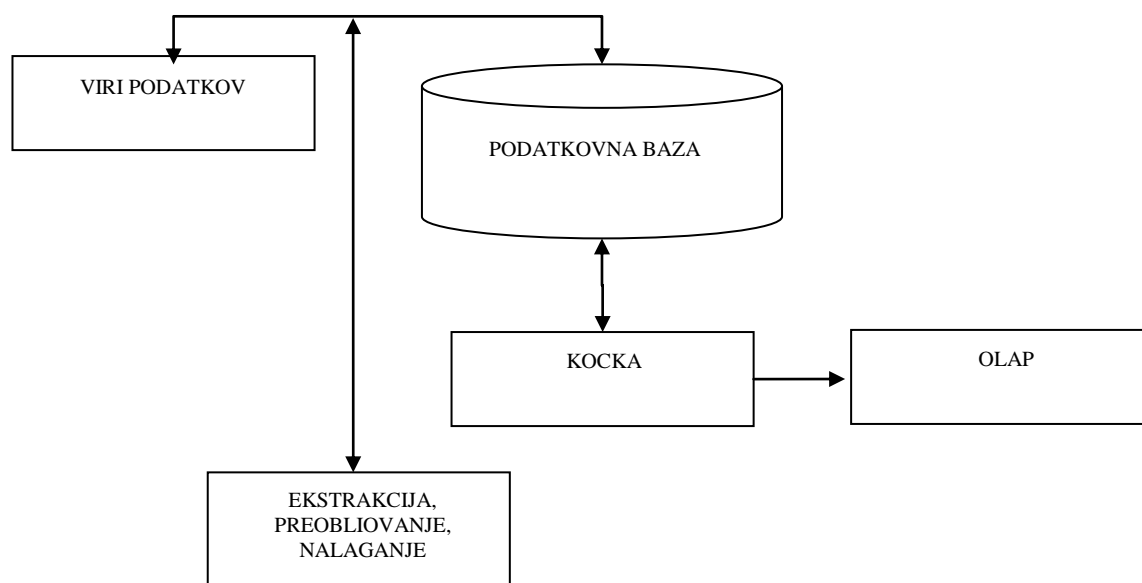 VIRI PODATKOV
PODATKOVNA BAZA
KOCKA
OLAP
EKSTRAKCIJA,
PREOBLIOVANJE,
NALAGANJE